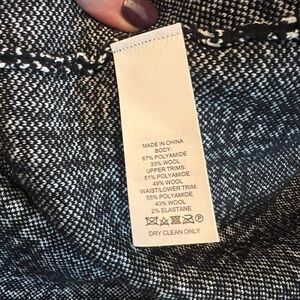 MADE IN CHINA
BODY:
67% POLYAMIDE
33% WOOL
UPPER TRIMS:
51% POLYAMIDE
49% WOOL
WAIST/LOWER TRIM:
55% POLYAMIDE
43% WOOL
2% ELASTANE
DRY CLEAN ONLY